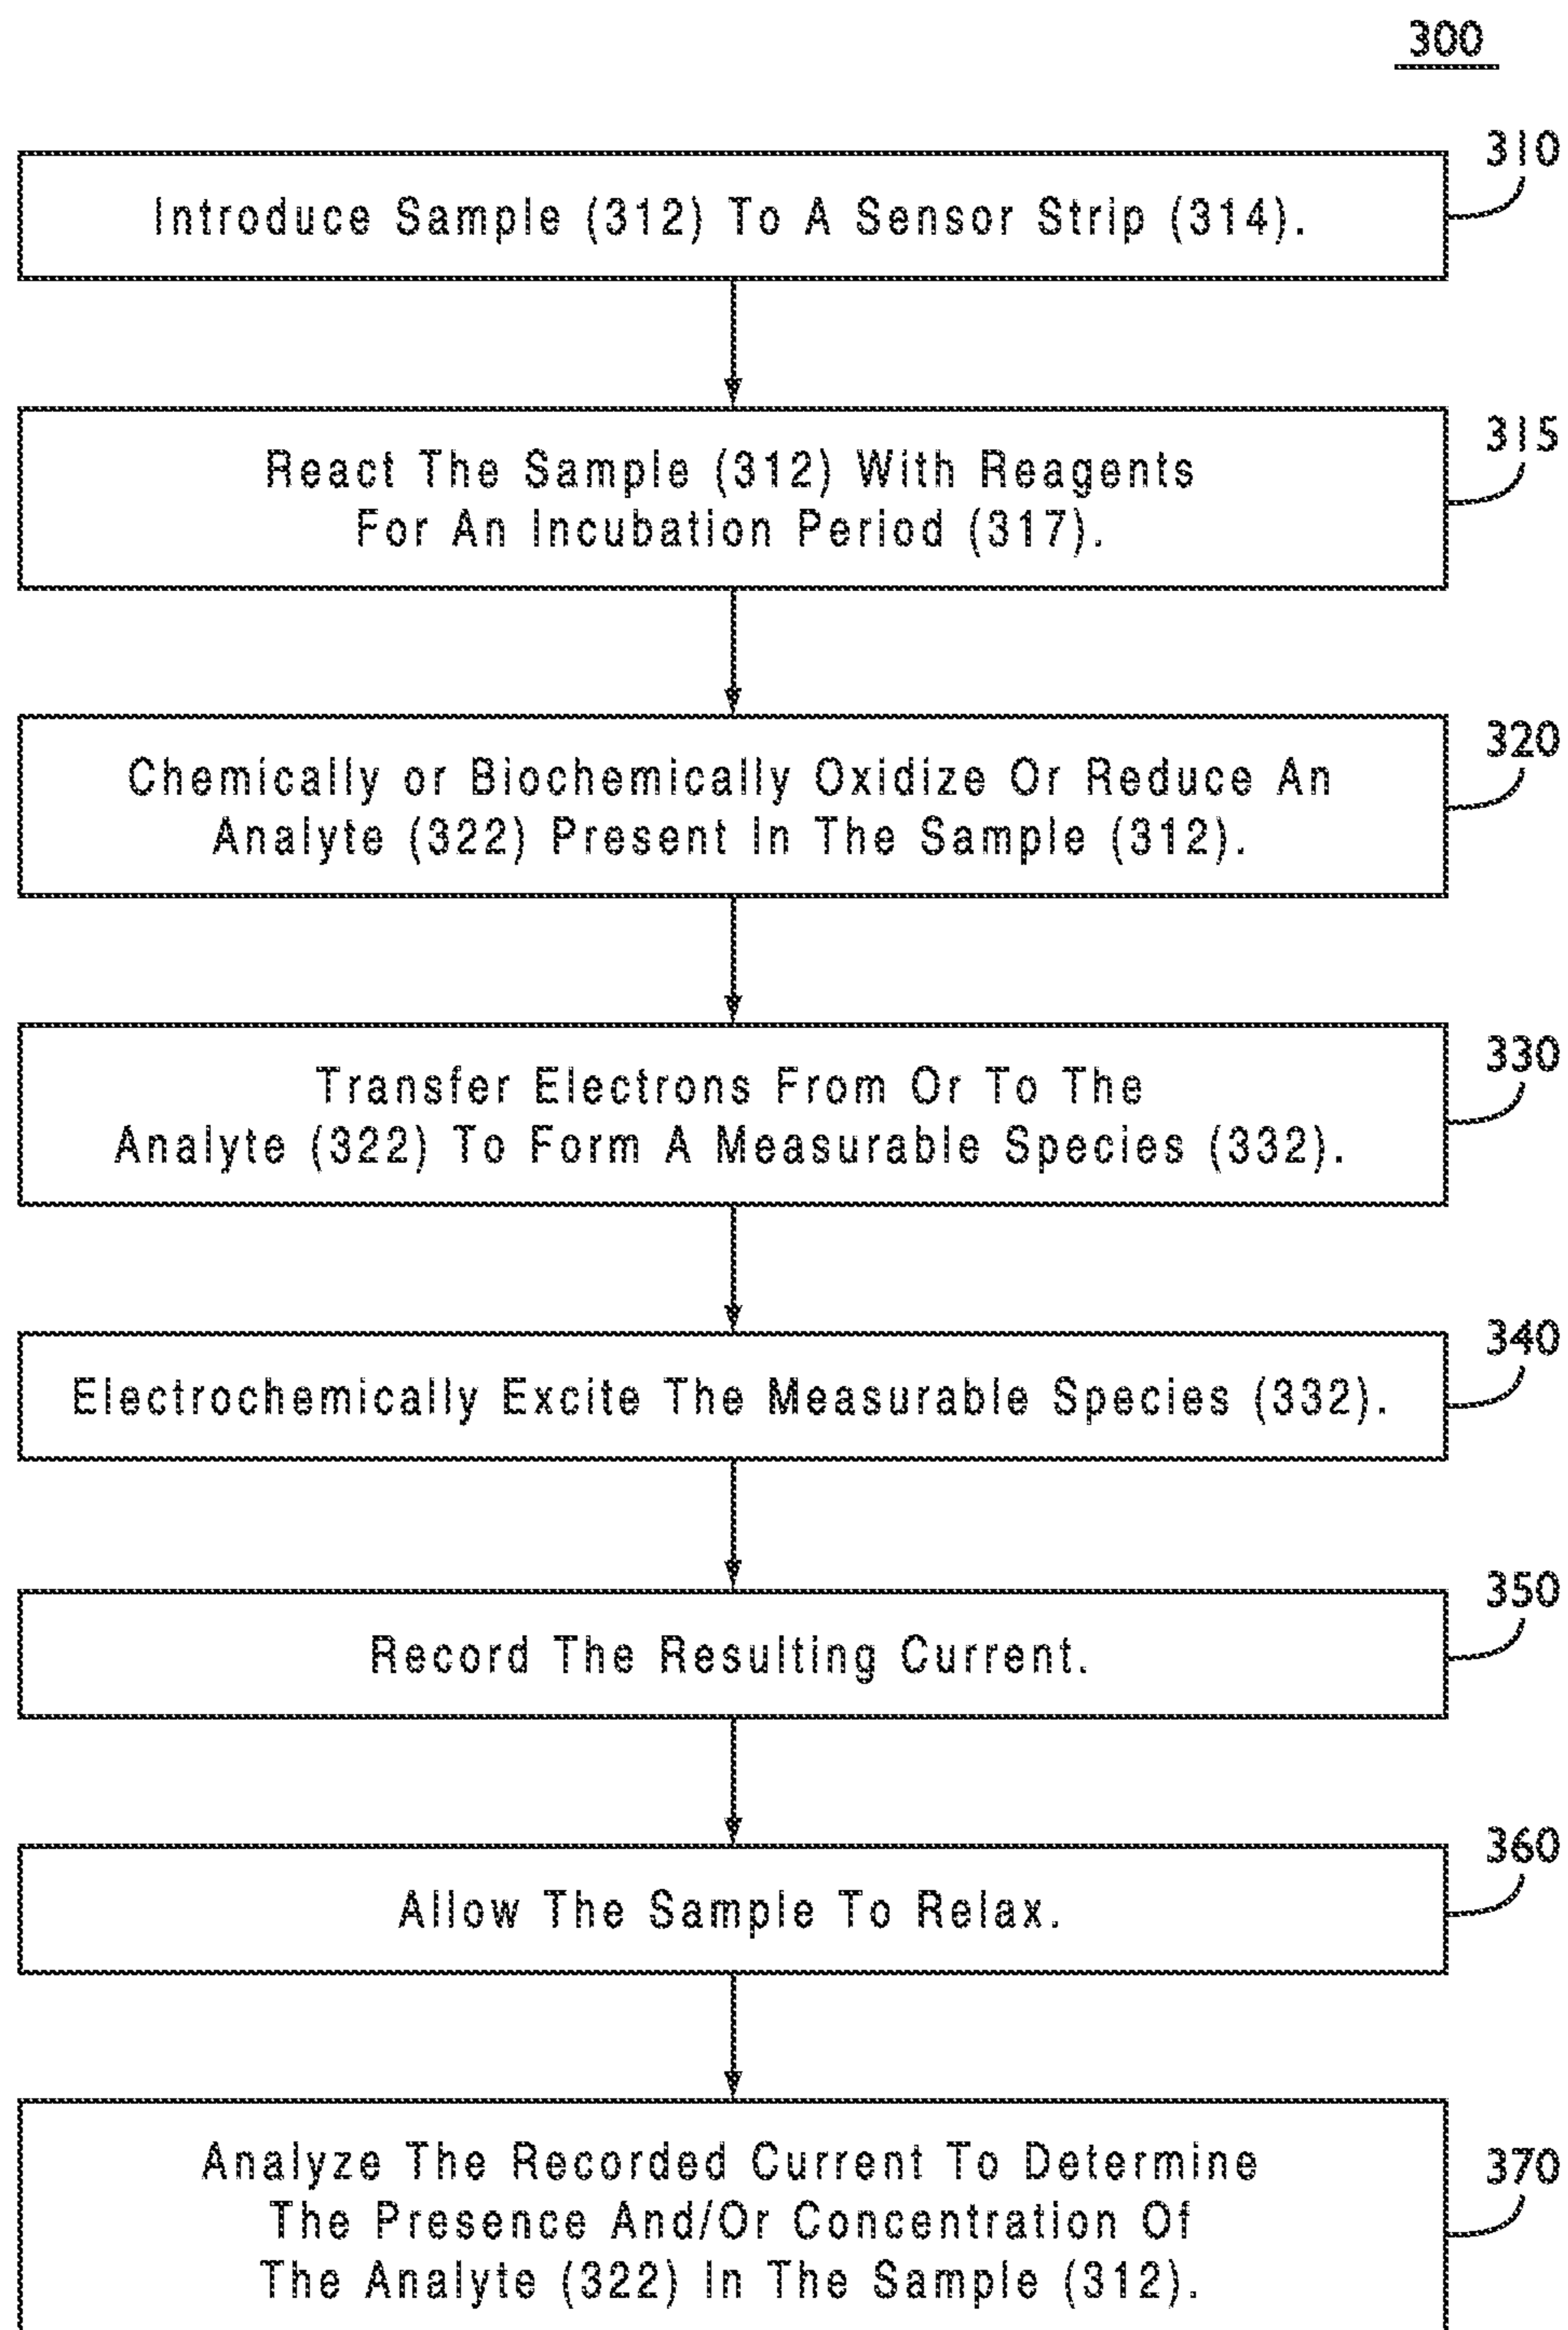 300
310
Introduce Sample (312) To A Sensor Strip (314).
315
React The Sample (312) With Reagents
For An Incubation Period (317).
320
Chemically or Biochemically Oxidize Or Reduce An
Analyte (322) Present In The Sample (312).
330
Transfer Electrons From Or To The
Analyte (322) To Form A Measurable Species (332).
340
Electrochemically Excite The Measurable Species (332).
350
Record The Resulting Current.
360
Allow The Sample To Relax.
370
Analyze The Recorded Current To Determine
The Presence And/Or Concentration Of
The Analyte (322) In The Sample (312).